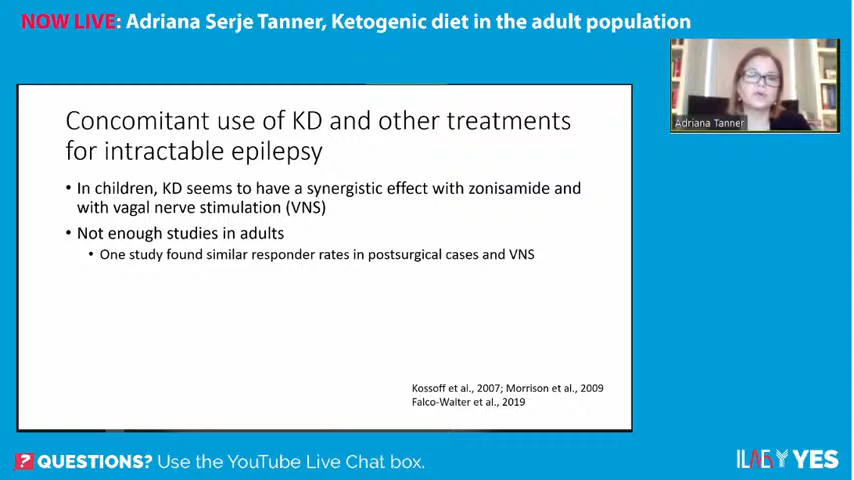 NOW LIVE: Adriana Serje Tanner, Ketogenic diet in the adult population
Adriana Tanner
Concomitant use of KD and other treatments
for intractable epilepsy
• In children, KD seems to have a synergistic effect with zonisamide and
with vagal nerve stimulation (VNS)
• Not enough studies in adults
• One study found similar responder rates in postsurgical cases and VNS
Kossoff et al., 2007; Morrison et al., 2009
Falco-Walter et al., 2019
? QUESTIONS? Use the YouTube Live Chat box.
ILAE YES